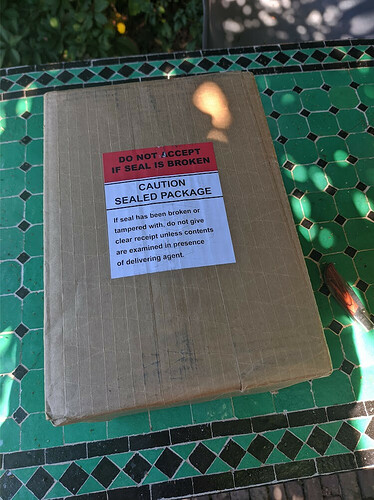 DO NOT ACCEPT
IF SEAL IS BROKEN
CAUTION
SEALED PACKAGE
If seal has been broken or
tampered with, do not give
clear receipt unless contents
are examined in presence
of delivering agent.